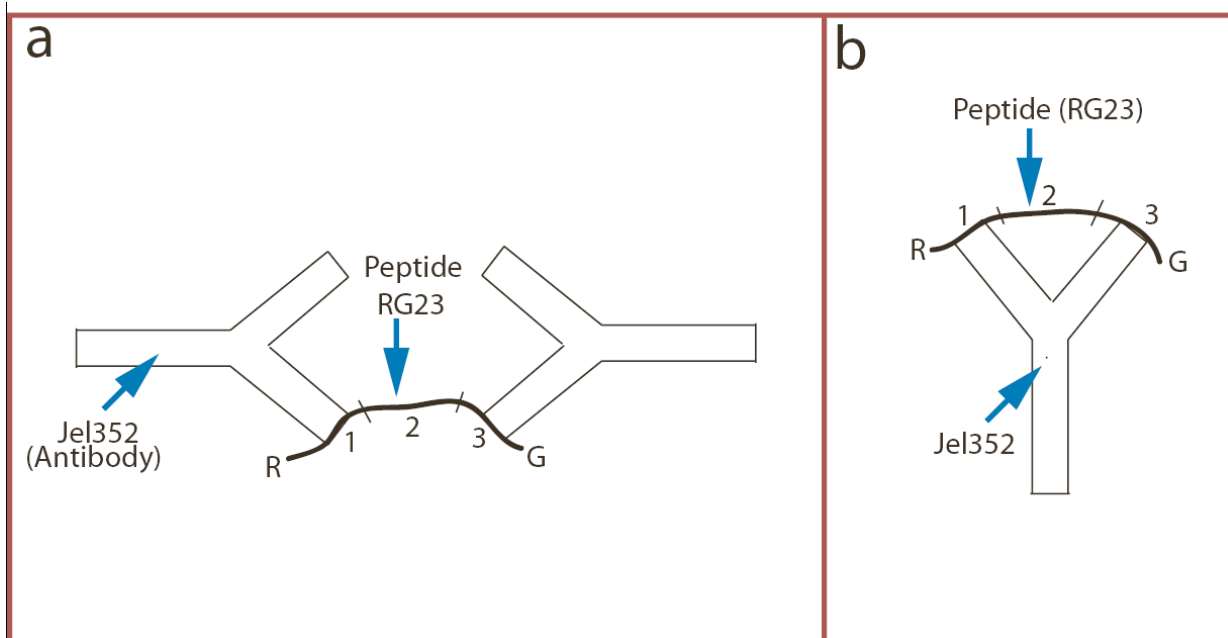 a
Peptide
RG23
Jel352
(Antibody)
R
1
2
3
G
b
Peptide (RG23)
1
2
3
R
G
Jel352